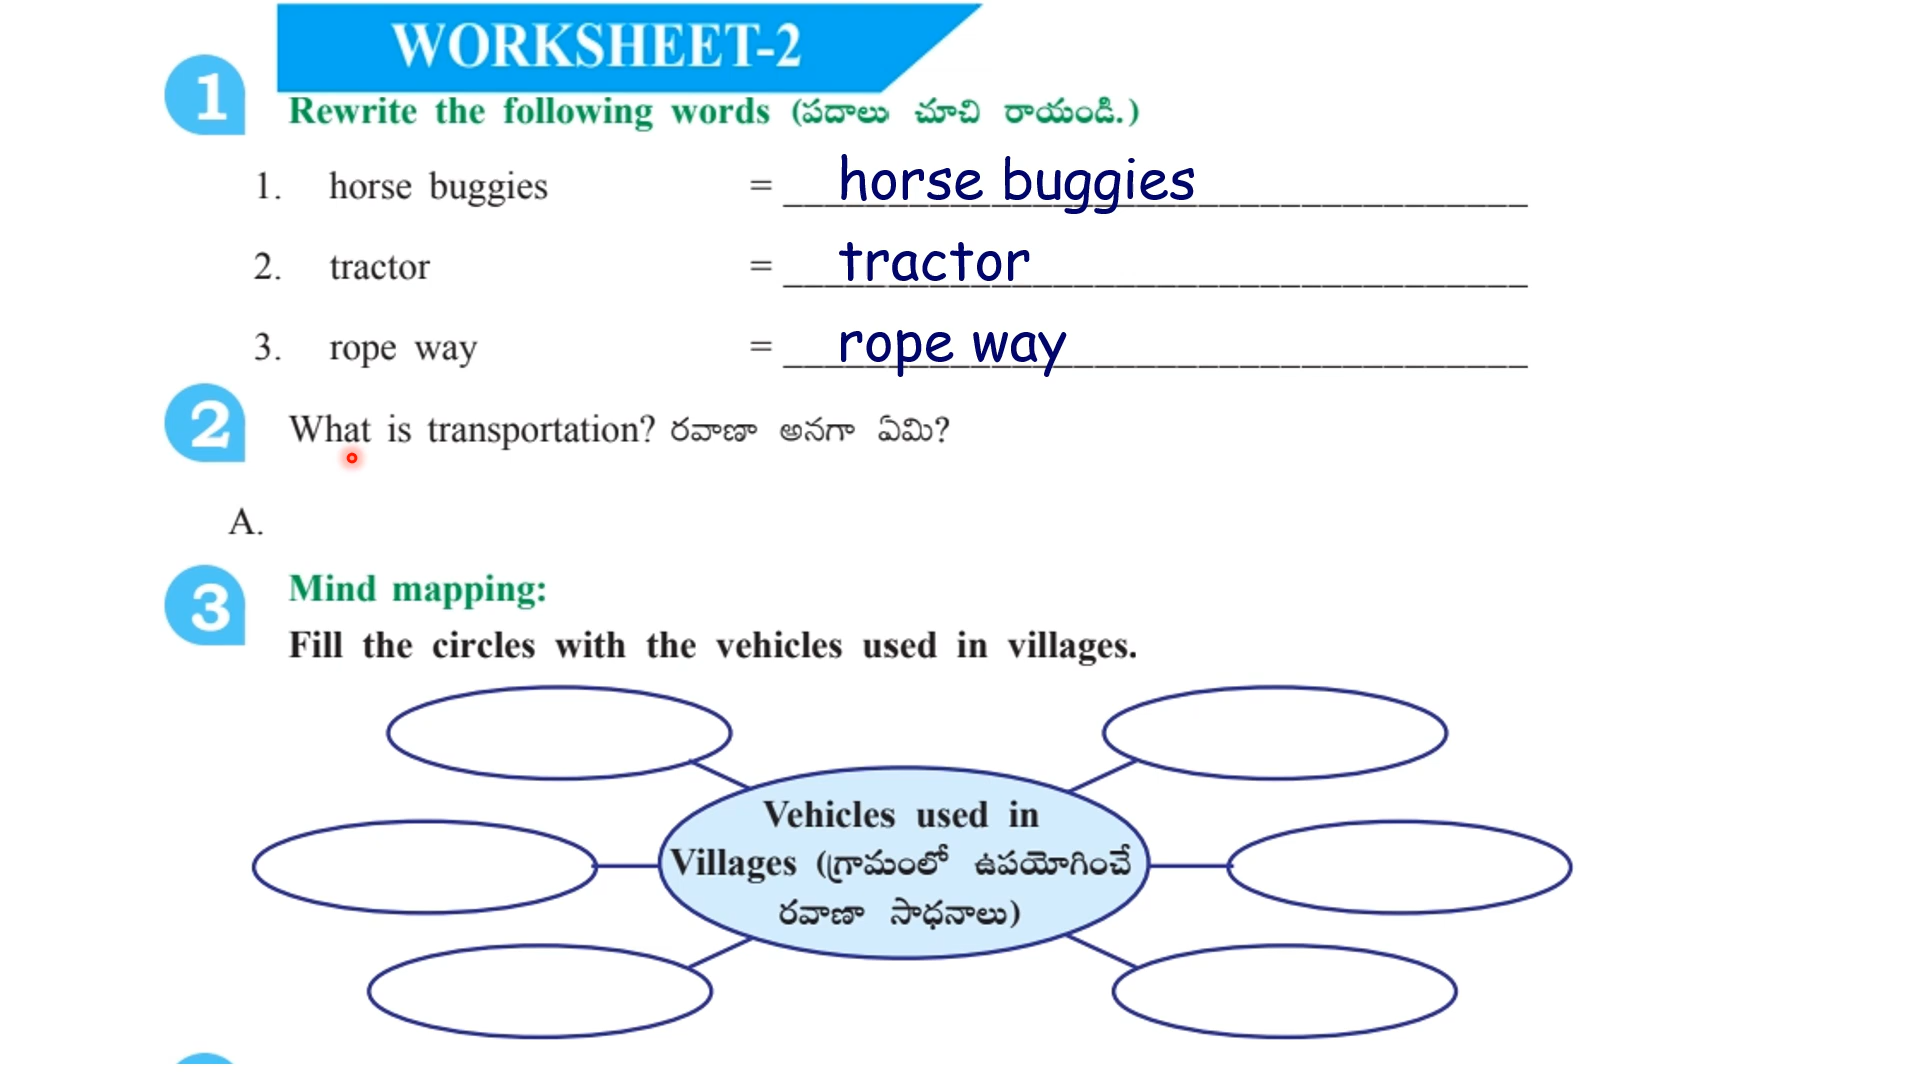 WORKSHEET-2
1 Rewrite the following words (పదాలు చూచి రాయండి.)
1. horse buggies = horse buggies
2. tractor = tractor
3. rope way = rope way
2 What is transportation? రవాణా అనగా ఏమి?
A.
3 Mind mapping:
Fill the circles with the vehicles used in villages.
Vehicles used in
Villages (గ్రామంలో ఉపయోగించే
రవాణా సాధనాలు)